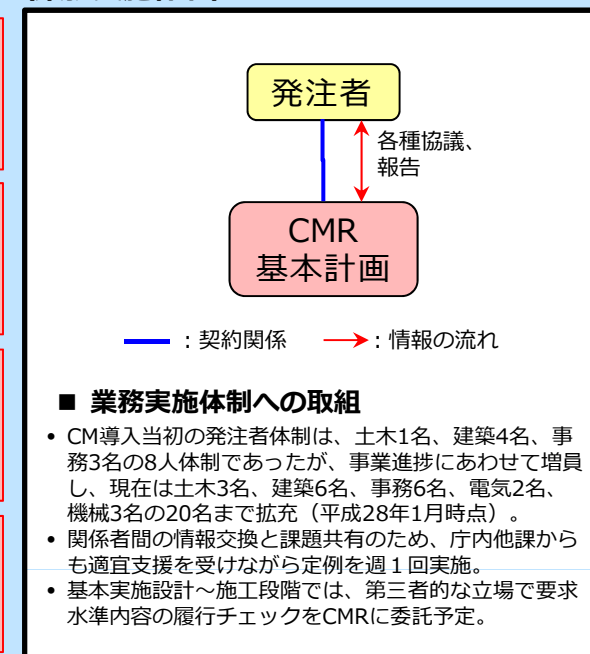 発注者
各種協議、
報告
CMR
基本計画
：契約関係
：情報の流れ
■ 業務実施体制への取組
• CM導入当初の発注者体制は、土木1名、建築4名、事
務3名の8人体制であったが、事業進捗にあわせて増員
し、現在は土木3名、建築6名、事務6名、電気2名、
機械3名の20名まで拡充（平成28年1月時点）。
• 関係者間の情報交換と課題共有のため、庁内他課から
も適宜支援を受けながら定例を週１回実施。
• 基本実施設計～施工段階では、第三者的な立場で要求
水準内容の履行チェックをCMRに委託予定。